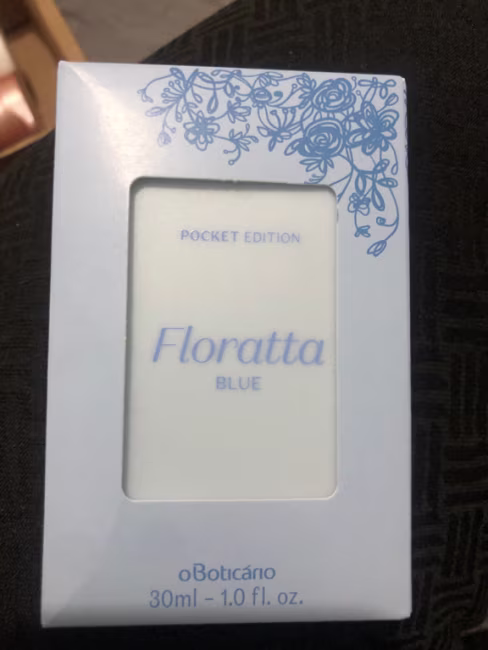 POCKET EDITION
Floratta
BLUE
oBoticário
30ml - 1.0 fl. oz.